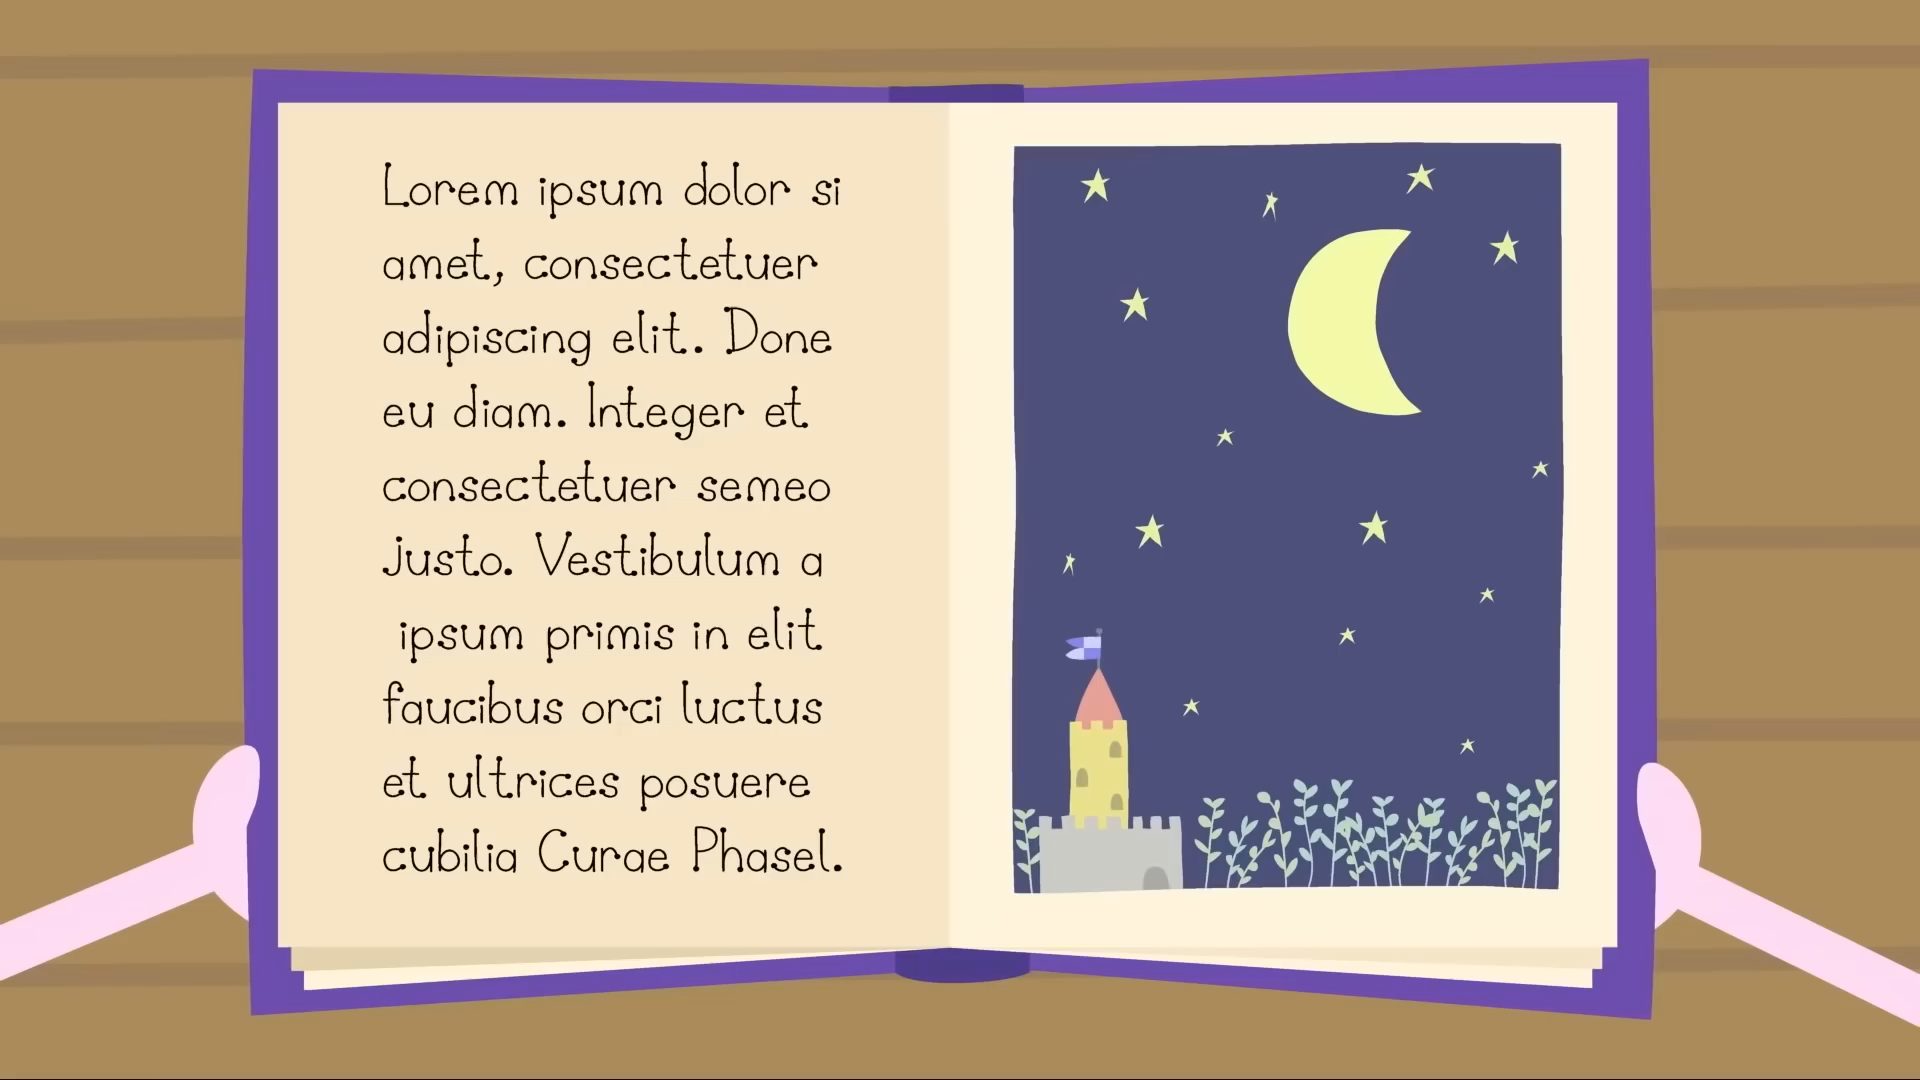 Lorem ipsum dolor si
amet, consectetuer
adipiscing elit. Done
eu diam. Integer et
consectetuer semeo
justo. Vestibulum a
ipsum primis in elit
faucibus orci luctus
et ultrices posuere
cubilia Curae Phasel.